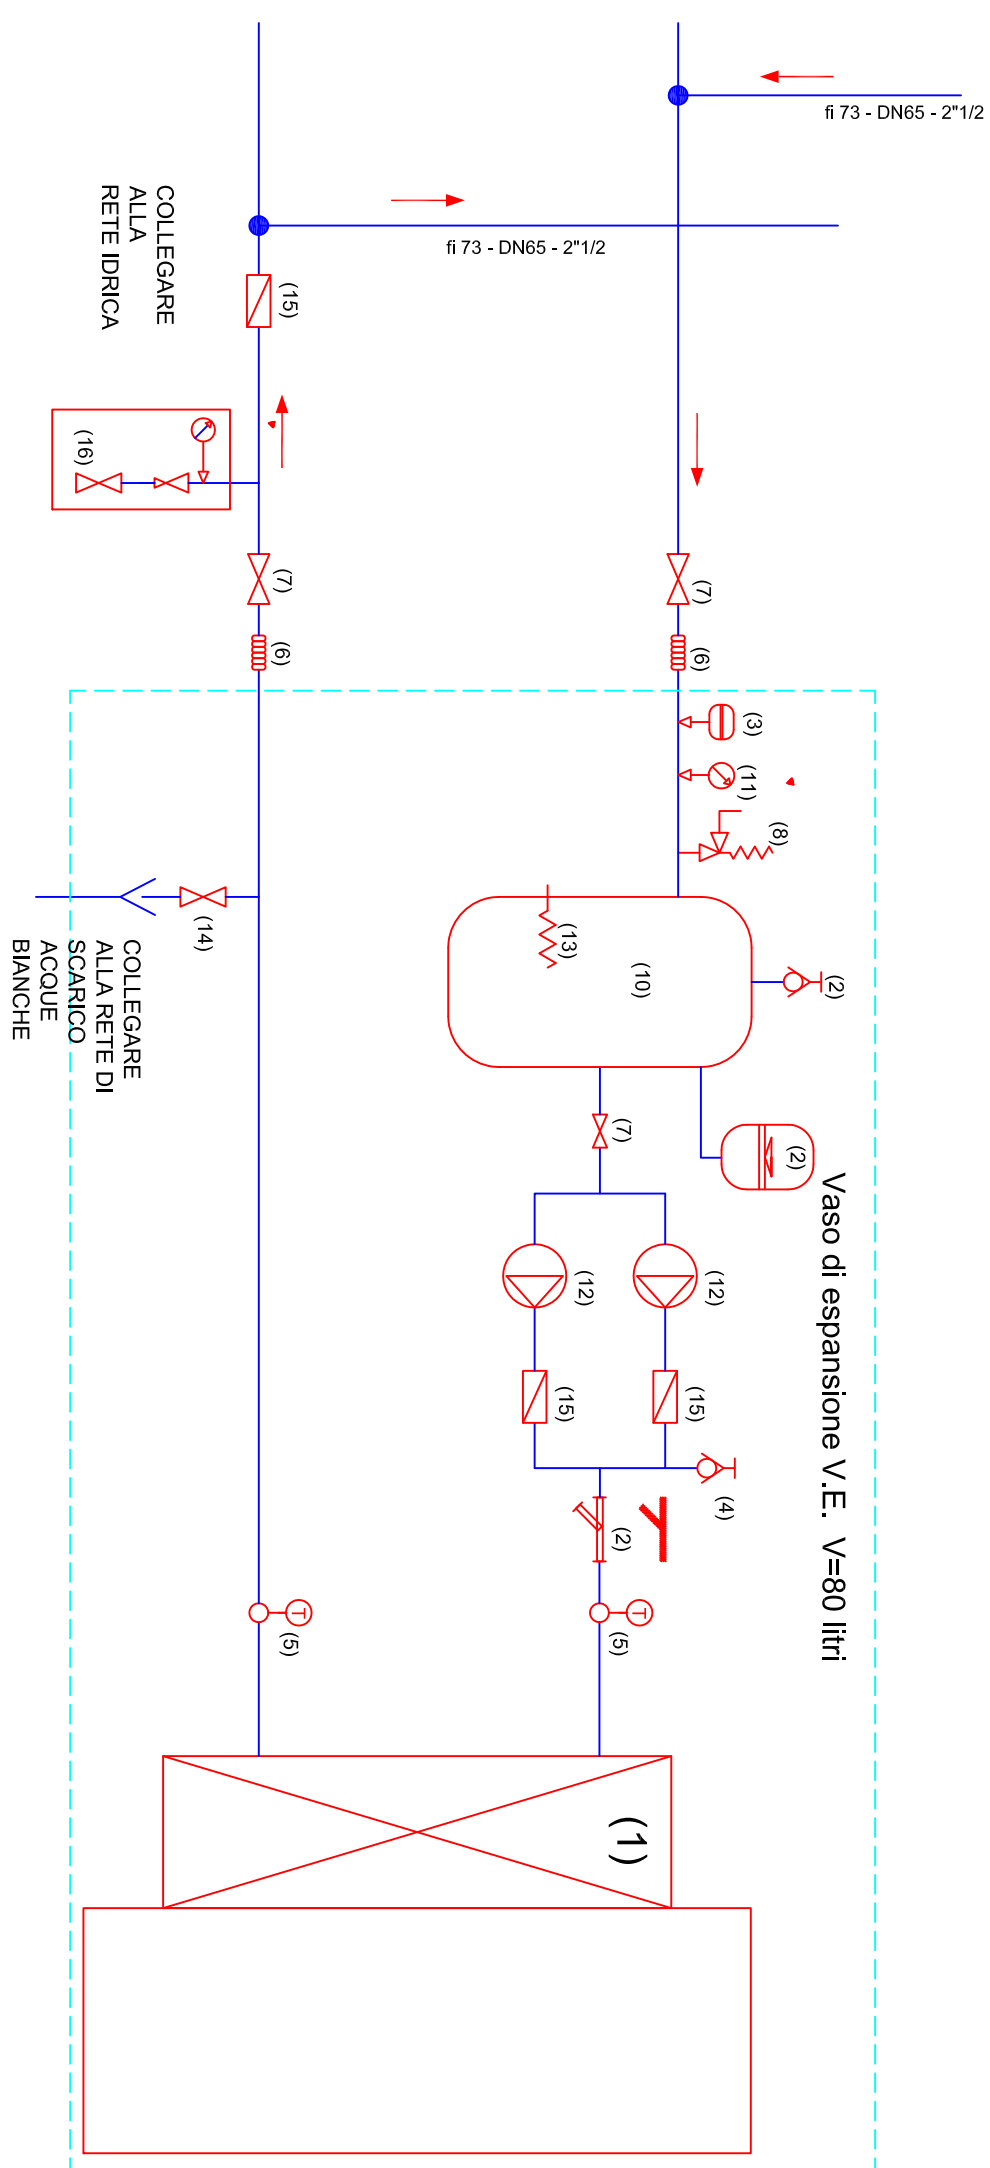 fi 73 - DN65 - 2"1/2
fi 73 - DN65 - 2"1/2
COLLEGARE
ALLA
RETE IDRICA
(15)
(16)
(7)
(7)
(6)
(6)
(3)
(11)
(8)
(14)
(13)
(10)
(2)
COLLEGARE
ALLA RETE DI
SCARICO
ACQUE
BIANCHE
(7)
(2)
Vaso di espansione V.E. V=80 litri
(12)
(12)
(15)
(15)
(4)
(2)
T
(5)
T
(5)
(1)